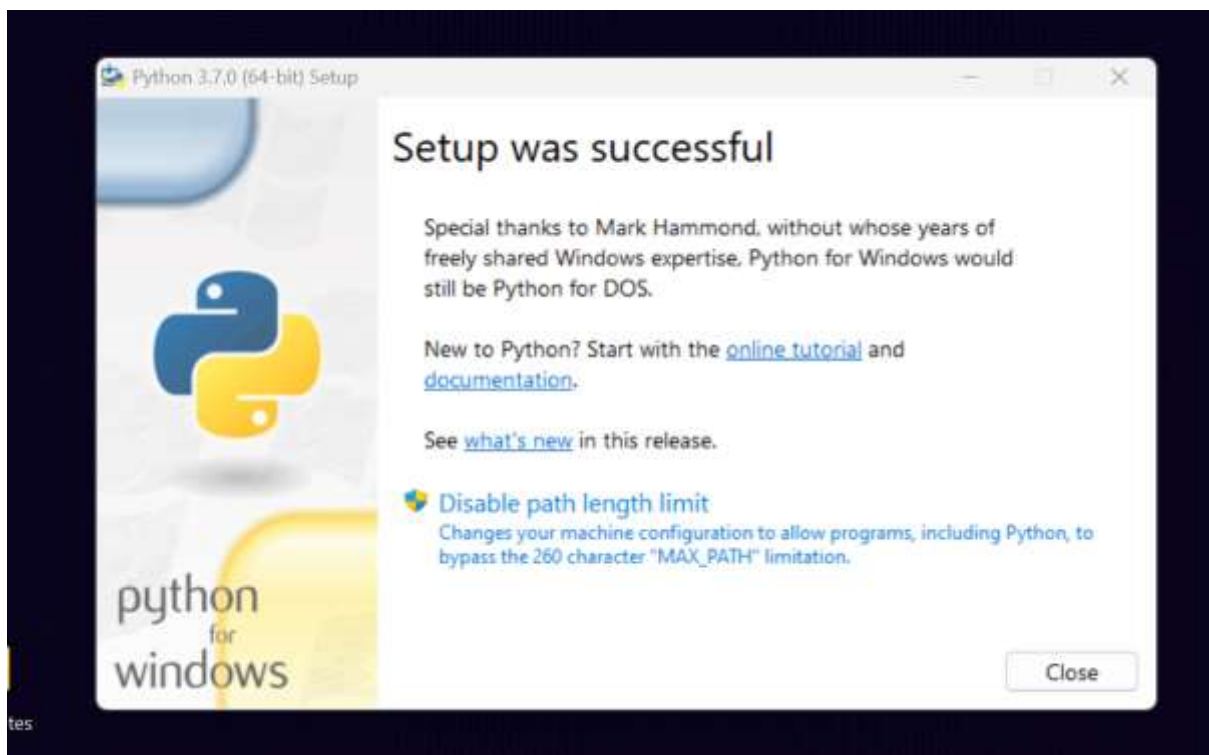 Python 3.7.0 (64-bit) Setup
Setup was successful
Special thanks to Mark Hammond, without whose years of
freely shared Windows expertise, Python for Windows would
still be Python for DOS.
New to Python? Start with the online tutorial and
documentation.
See what's new in this release.
Disable path length limit
Changes your machine configuration to allow programs, including Python, to
bypass the 260 character "MAX_PATH" limitation.
python
for
windows
Close
tes